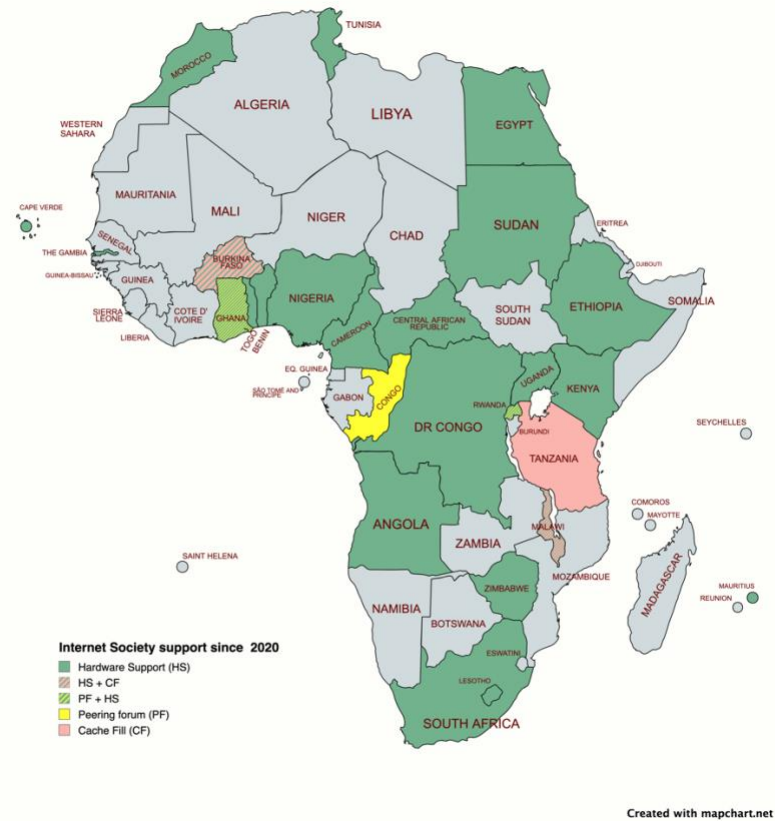 TUNISIA
MOROCCO
ALGERIA
LIBYA
EGYPT
WESTERN
SAHARA
MAURITANIA
MALI
NIGER
CHAD
SUDAN
ERITREA
CAPE VERDE
SENEGAL
THE GAMBIA
GUINEA-BISSAU
GUINEA
BURKINA
FASO
DJIBOUTI
SOMALIA
SIERRA
LEONE
LIBERIA
COTE D'
IVOIRE
GHANA
TOGO
BENIN
NIGERIA
CAMEROON
CENTRAL AFRICAN
REPUBLIC
SOUTH
SUDAN
ETHIOPIA
EQ. GUINEA
SÃO TOMÉ AND
PRINCIPE
GABON
CONGO
DR CONGO
UGANDA
KENYA
RWANDA
BURUNDI
TANZANIA
SEYCHELLES
COMOROS
MAYOTTE
ANGOLA
ZAMBIA
MALAWI
MOZAMBIQUE
SAINT HELENA
MADAGASCAR
MAURITIUS
REUNION
NAMIBIA
BOTSWANA
ZIMBABWE
ESWATINI
LESOTHO
SOUTH AFRICA
Internet Society support since 2020
Hardware Support (HS)
HS + CF
PF + HS
Peering forum (PF)
Cache Fill (CF)
Created with mapchart.net